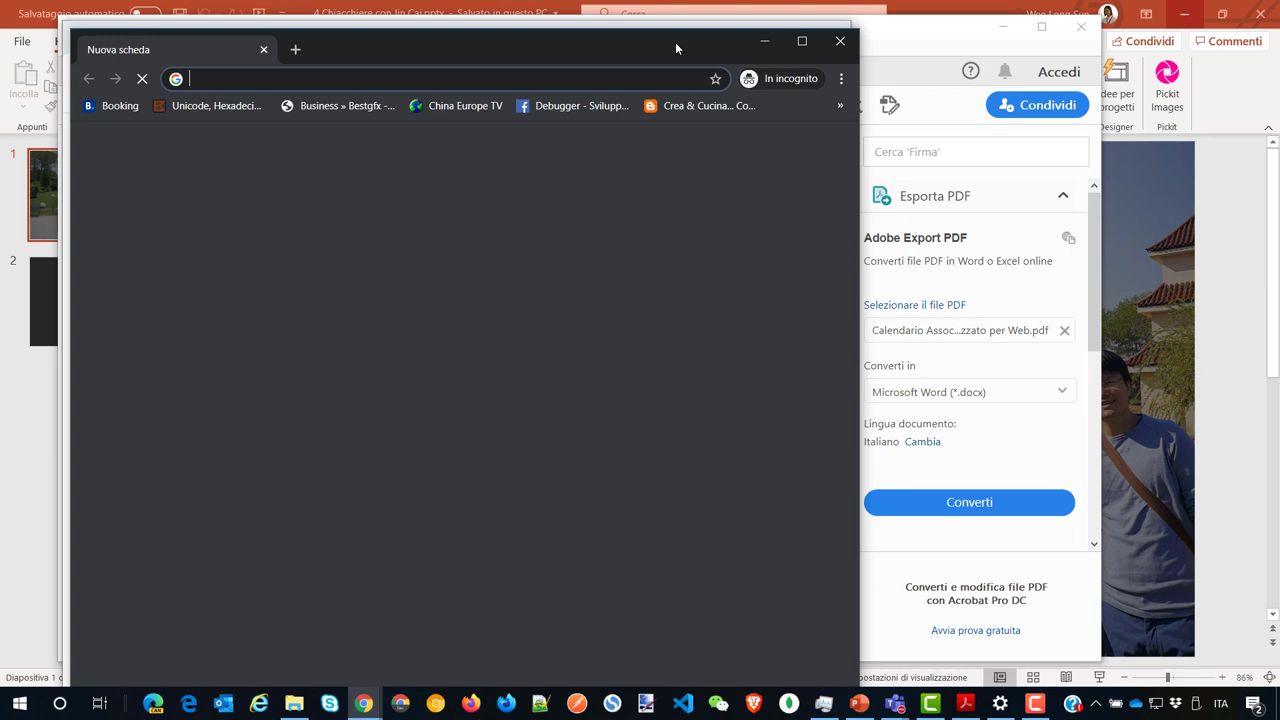 Salvataggio automatico
4.Chiacchere con Jin Cai.pptx - Salvato in questo PC
Cerca
Wen Long Sun
File
Condividi
Commenti
Nuova scheda
In incognito
Accedi
Incolla
Booking
Unicode, Hexadeci...
Business » Bestgfx -...
China Europe TV
Debugger - Svilupp...
Crea & Cucina... Co...
»
Condividi
Idee per
progetti
Pickit
Images
Appunti
Designer
Pickit
1
2
Cerca 'Firma'
Esporta PDF
Adobe Export PDF
Converti file PDF in Word o Excel online
Selezionare il file PDF
Calendario Assoc...zzato per Web.pdf
Converti in
Microsoft Word (*.docx)
Lingua documento:
Italiano Cambia
Converti
Converti e modifica file PDF
con Acrobat Pro DC
Avvia prova gratuita
Diapositiva 1 d
postazioni di visualizzazione
86%
ITA
2